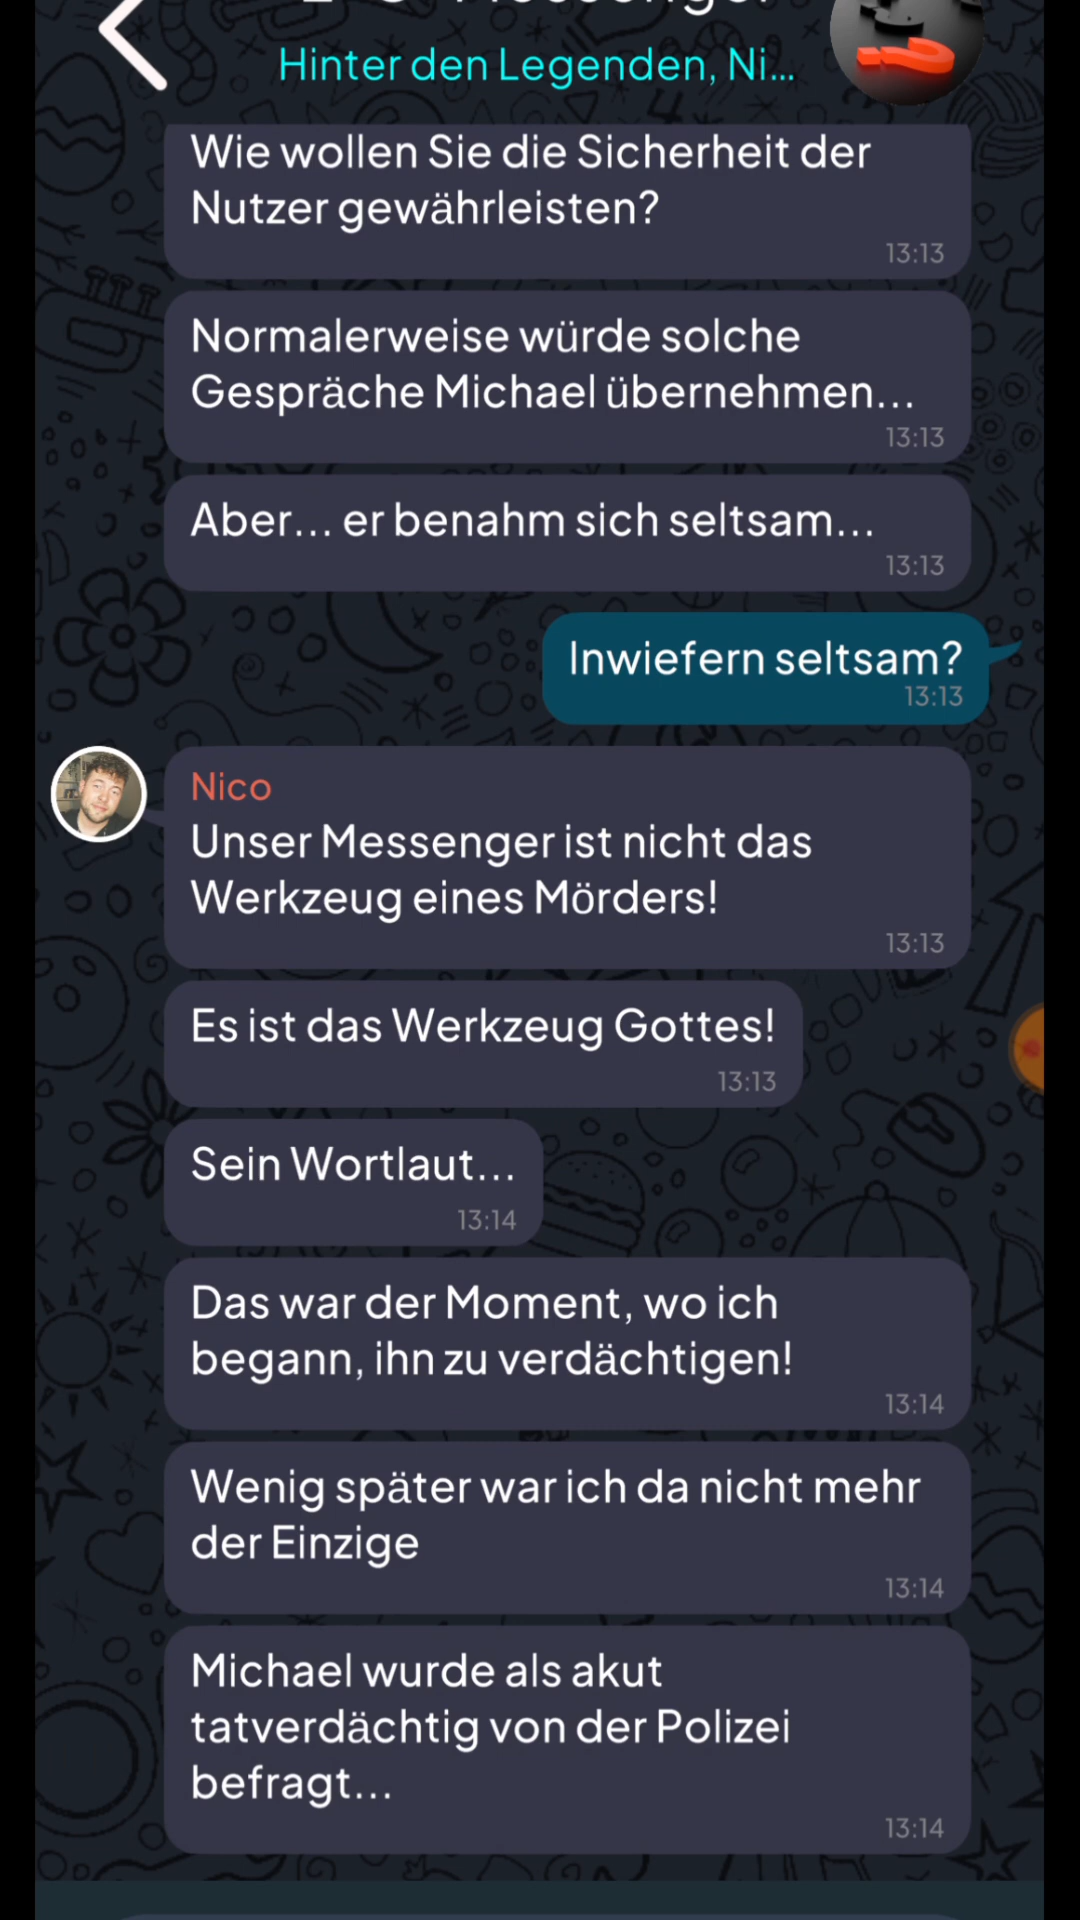 Hinter den Legenden, Ni...
Wie wollen Sie die Sicherheit der
Nutzer gewährleisten?
13:13
Normalerweise würde solche
Gespräche Michael übernehmen...
13:13
Aber... er benahm sich seltsam...
13:13
Inwiefern seltsam?
13:13
Nico
Unser Messenger ist nicht das
Werkzeug eines Mörders!
13:13
Es ist das Werkzeug Gottes!
13:13
Sein Wortlaut...
13:14
Das war der Moment, wo ich
begann, ihn zu verdächtigen!
13:14
Wenig später war ich da nicht mehr
der Einzige
13:14
Michael wurde als akut
tatverdächtig von der Polizei
befragt...
13:14